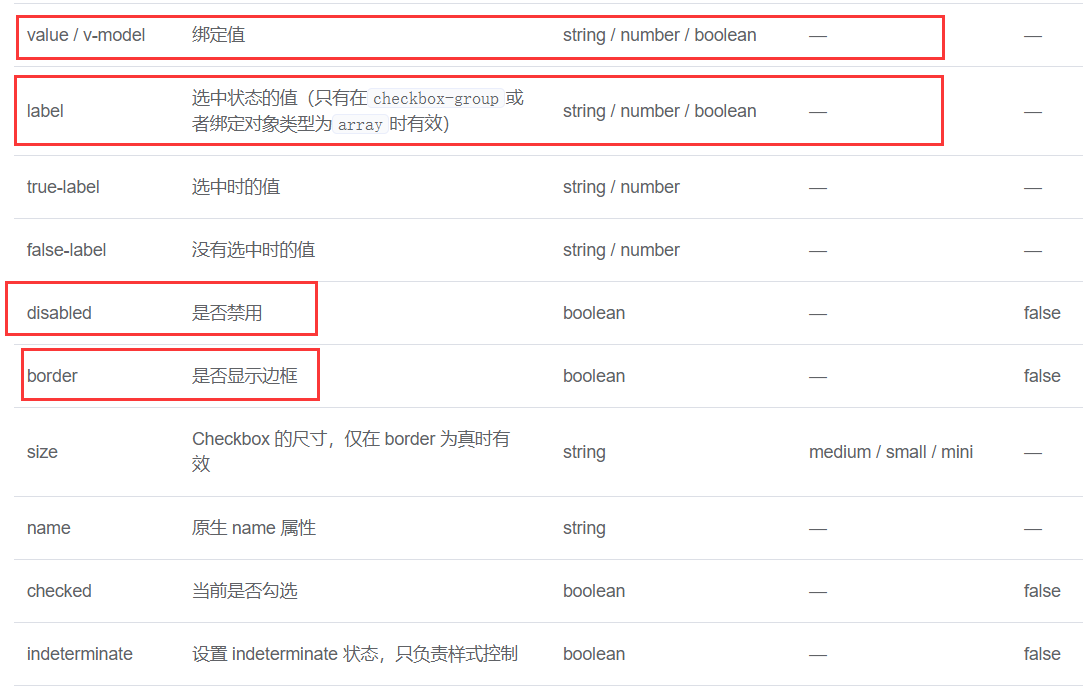 value / v-model 绑定值 string / number / boolean — —
label 选中状态的值（只有在 checkbox-group 或者绑定对象类型为 array 时有效） string / number / boolean — —
true-label 选中时的值 string / number — —
false-label 没有选中时的值 string / number — —
disabled 是否禁用 boolean — false
border 是否显示边框 boolean — false
size Checkbox 的尺寸，仅在 border 为真时有效 string medium / small / mini —
name 原生 name 属性 string — —
checked 当前是否勾选 boolean — false
indeterminate 设置 indeterminate 状态，只负责样式控制 boolean — false